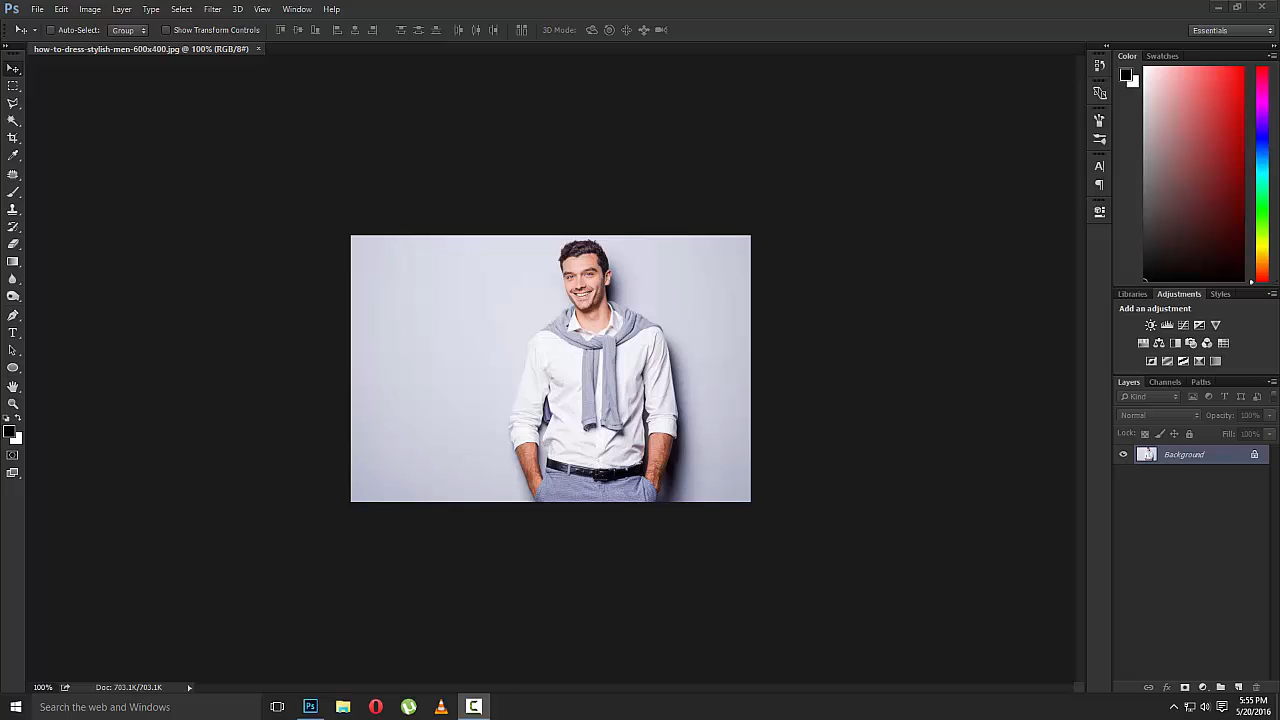 Ps File Edit Image Layer Type Select Filter 3D View Window Help
Auto-Select: Group Show Transform Controls 3D Mode: Essentials
how-to-dress-stylish-men-600x400.jpg @ 100% (RGB/8#) ×
Color Swatches
Libraries Adjustments Styles
Add an adjustment
Layers Channels Paths
Kind
Normal Opacity: 100%
Lock: Fill: 100%
Background
100% Doc: 703.1K/703.1K
Search the web and Windows
Ps
C
5:55 PM
5/20/2016